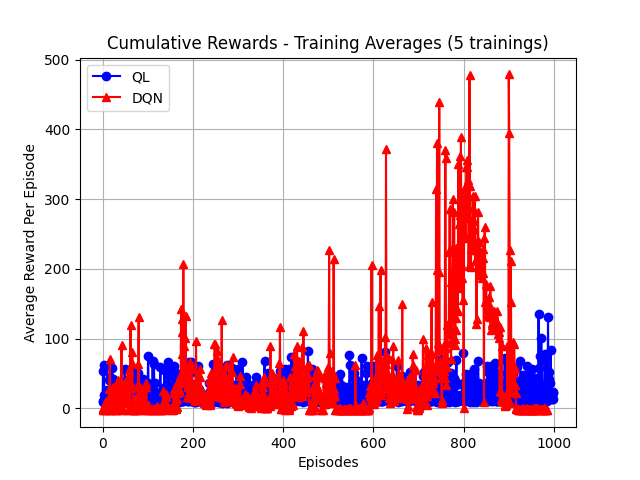 Cumulative Rewards - Training Averages (5 trainings)
QL
DQN
Average Reward Per Episode
500
400
300
200
100
0
0 200 400 600 800 1000
Episodes